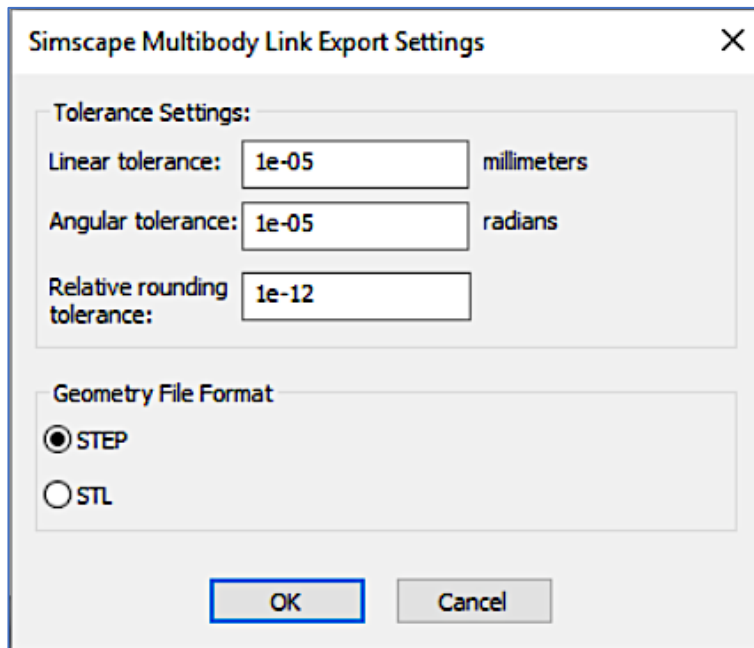 Simscape Multibody Link Export Settings
Tolerance Settings:
Linear tolerance: 1e-05 millimeters
Angular tolerance: 1e-05 radians
Relative rounding
tolerance: 1e-12
Geometry File Format
STEP
STL
OK Cancel